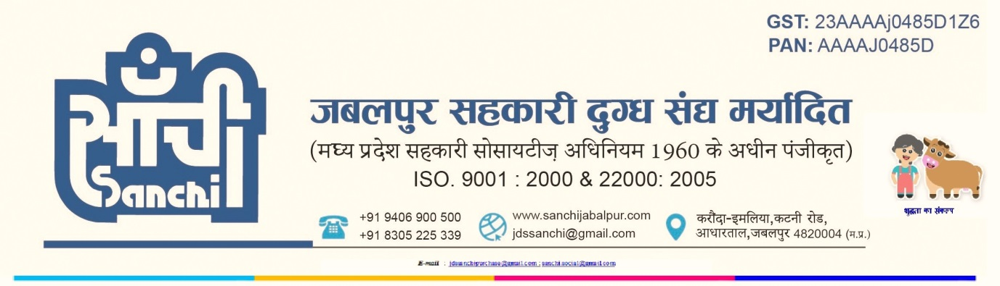 GST: 23AAAAj0485D1Z6
PAN: AAAAJ0485D
साँची
Sanchi
जबलपुर सहकारी दुग्ध संद्य मर्यादित
(मध्य प्रदेश सहकारी सोसायटीज़ अधिनियम 1960 के अधीन पंजीकृत)
ISO. 9001 : 2000 & 22000: 2005
+91 9406 900 500
+91 8305 225 339
www.sanchijabalpur.com
jdssanchi@gmail.com
करौंदा-इमलिया,कटनी रोड,
आधारताल,जबलपुर 4820004 (म.प्र.)
शुद्धता का संकल्प
E-mail : jdssanchipurchase@gmail.com ; sanchi.social@gmail.com